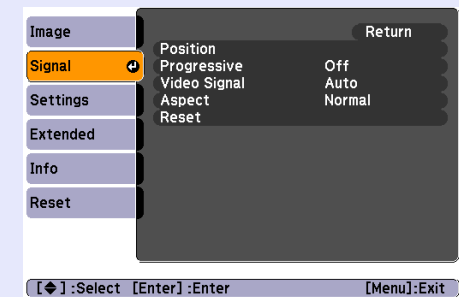 Image
Signal
Settings
Extended
Info
Reset
Return
Position
Progressive Off
Video Signal Auto
Aspect Normal
Reset
[◆] :Select [Enter] :Enter [Menu]:Exit